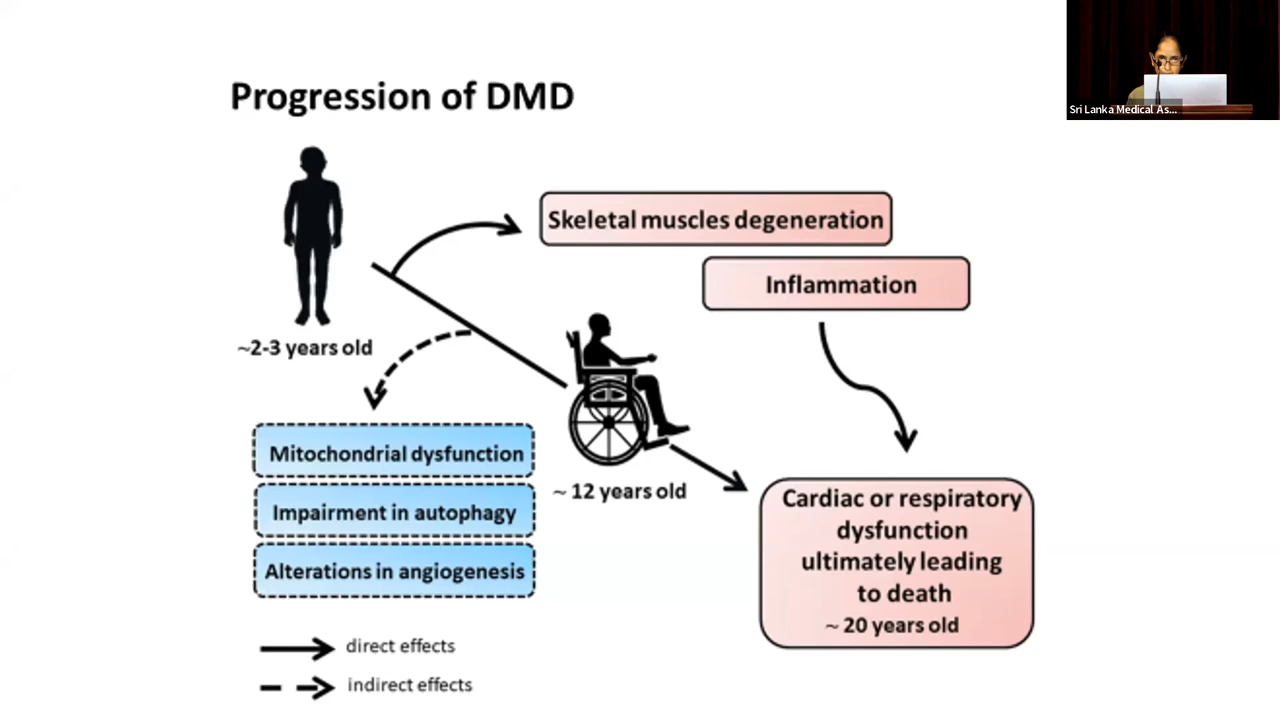 Sri Lanka Medical As...
Progression of DMD
Skeletal muscles degeneration
Inflammation
~2-3 years old
Mitochondrial dysfunction
Impairment in autophagy
Alterations in angiogenesis
~ 12 years old
Cardiac or respiratory
dysfunction
ultimately leading
to death
~ 20 years old
direct effects
indirect effects